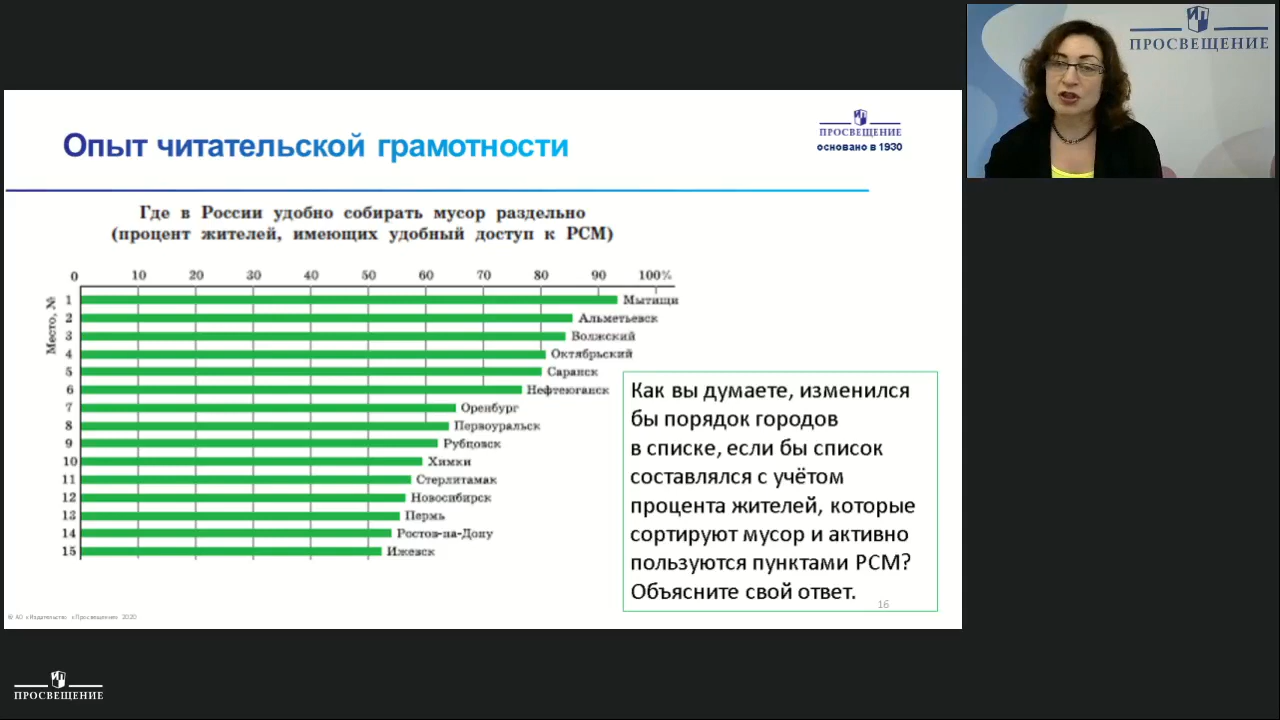 ПРОСВЕЩЕНИЕ
Опыт читательской грамотности
ПРОСВЕЩЕНИЕ
основано в 1930
Где в России удобно собирать мусор раздельно
(процент жителей, имеющих удобный доступ к РСМ)
0 10 20 30 40 50 60 70 80 90 100%
Место, №
1 Мытищи
2 Альметьевск
3 Волжский
4 Октябрьский
5 Саранск
6 Нефтеюганск
7 Оренбург
8 Первоуральск
9 Рубцовск
10 Химки
11 Стерлитамак
12 Новосибирск
13 Пермь
14 Ростов-на-Дону
15 Ижевск
Как вы думаете, изменился
бы порядок городов
в списке, если бы список
составлялся с учётом
процента жителей, которые
сортируют мусор и активно
пользуются пунктами РСМ?
Объясните свой ответ.
16
© АО «Издательство «Просвещение» 2020
ПРОСВЕЩЕНИЕ